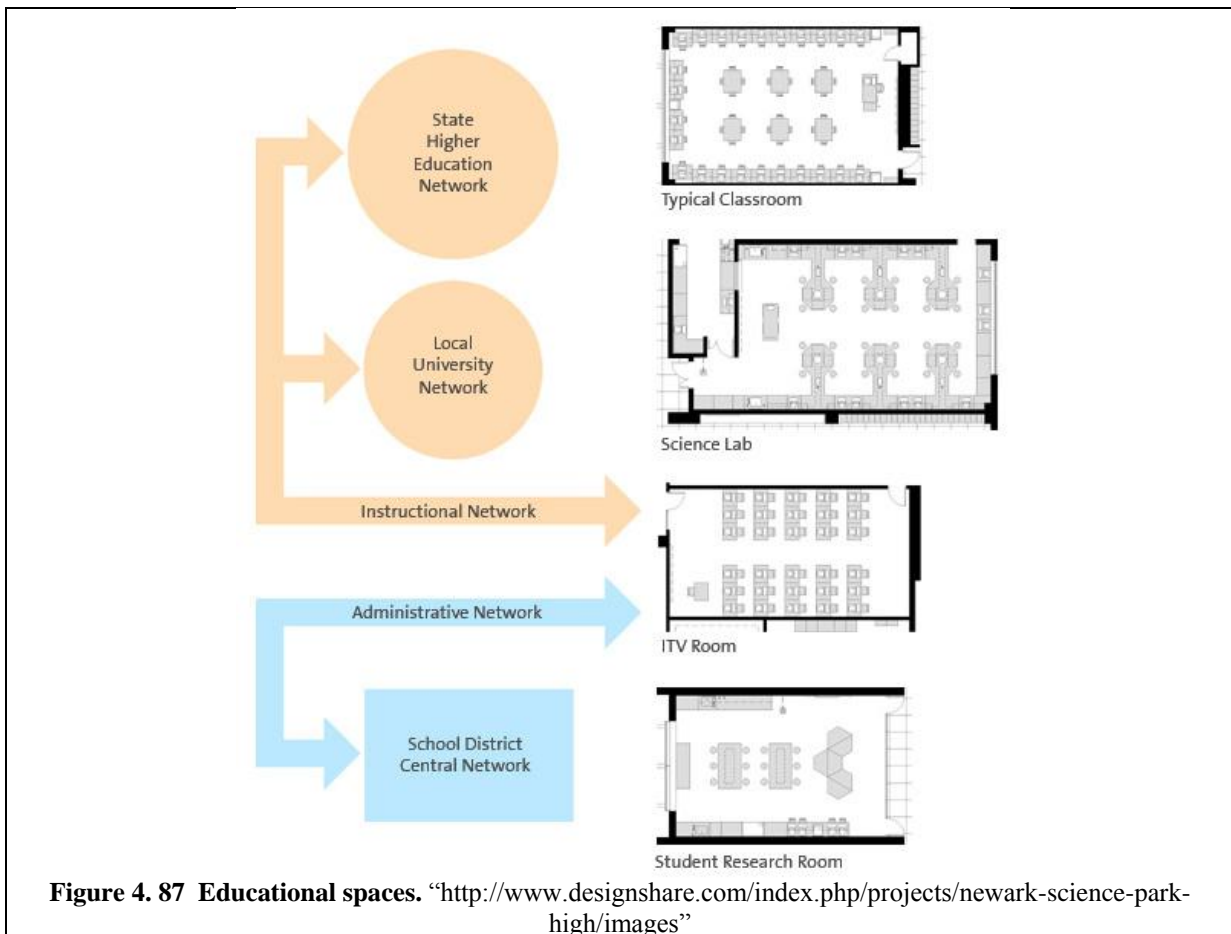 State
Higher
Education
Network
Typical Classroom
Local
University
Network
Science Lab
Instructional Network
Administrative Network
ITV Room
School District
Central Network
Student Research Room
Figure 4. 87  Educational spaces. “http://www.designshare.com/index.php/projects/newark-science-park-
high/images”